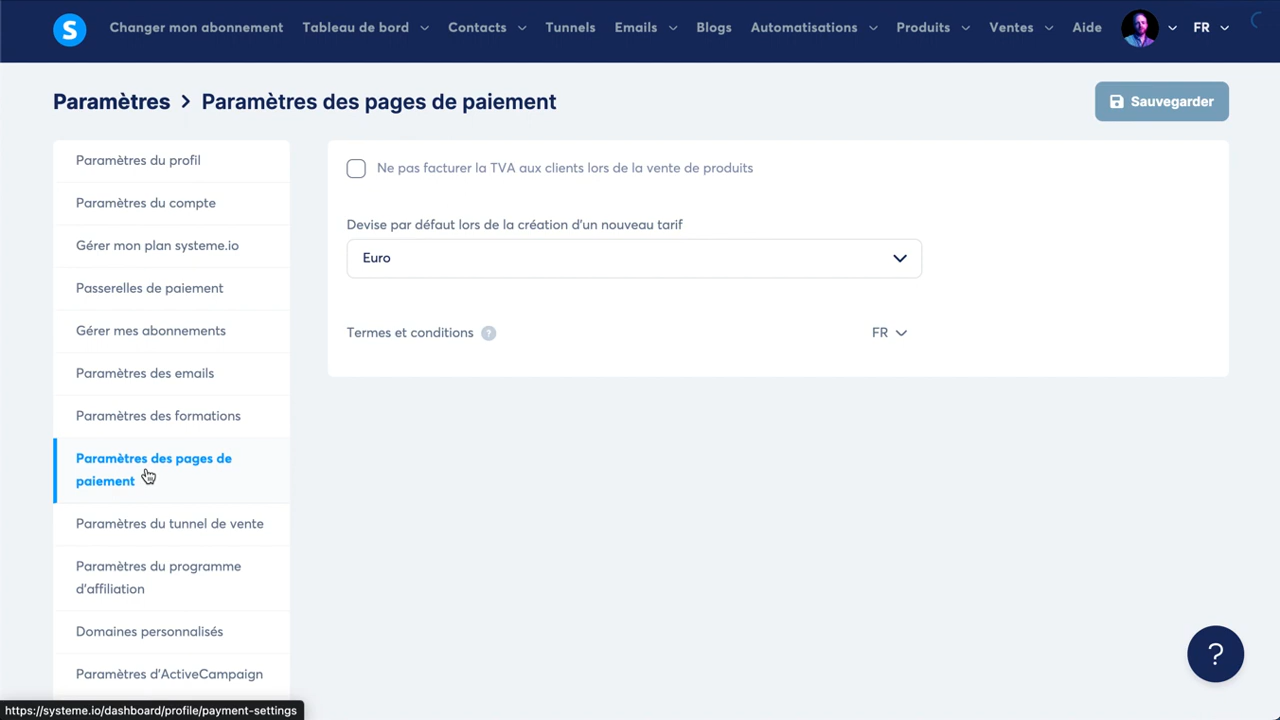 S
Changer mon abonnement
Tableau de bord
Contacts
Tunnels
Emails
Blogs
Automatisations
Produits
Ventes
Aide
FR
Paramètres > Paramètres des pages de paiement
Sauvegarder
Paramètres du profil
Paramètres du compte
Gérer mon plan systeme.io
Passerelles de paiement
Gérer mes abonnements
Paramètres des emails
Paramètres des formations
Paramètres des pages de
paiement
Paramètres du tunnel de vente
Paramètres du programme
d'affiliation
Domaines personnalisés
Paramètres d'ActiveCampaign
Ne pas facturer la TVA aux clients lors de la vente de produits
Devise par défaut lors de la création d'un nouveau tarif
Euro
Termes et conditions ?
FR
?
https://systeme.io/dashboard/profile/payment-settings